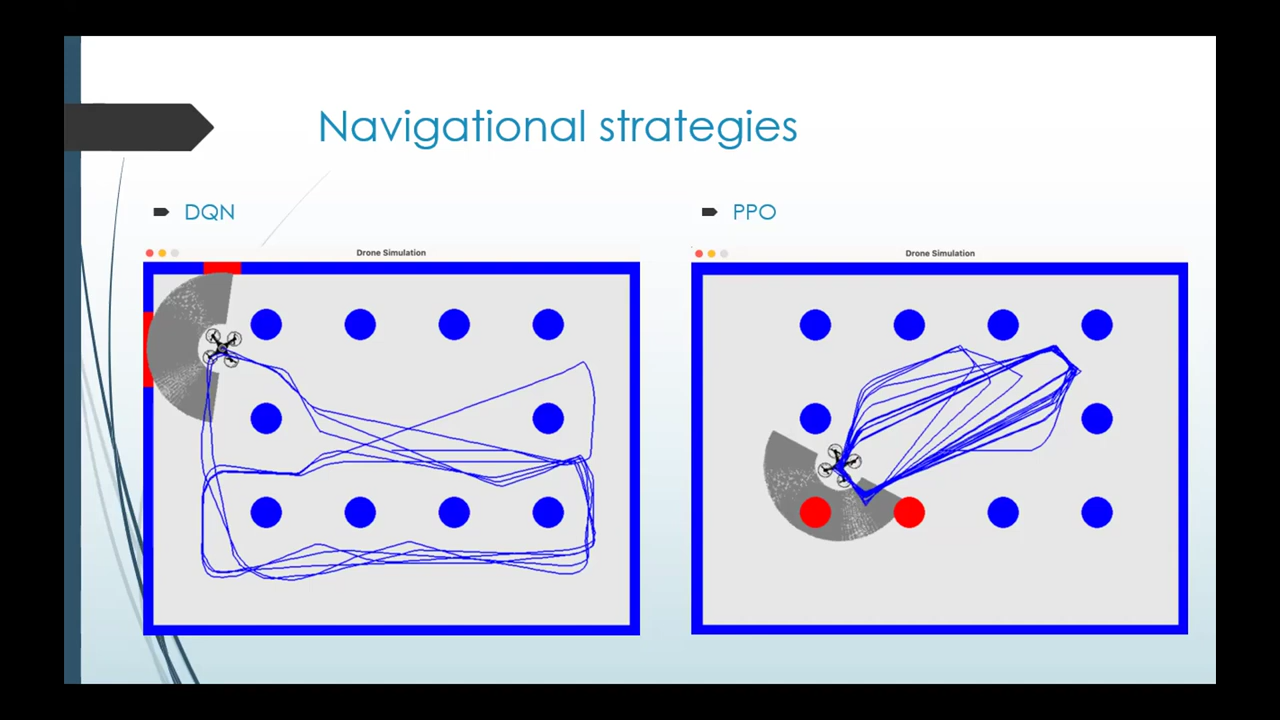 Navigational strategies
DQN
PPO
Drone Simulation
Drone Simulation